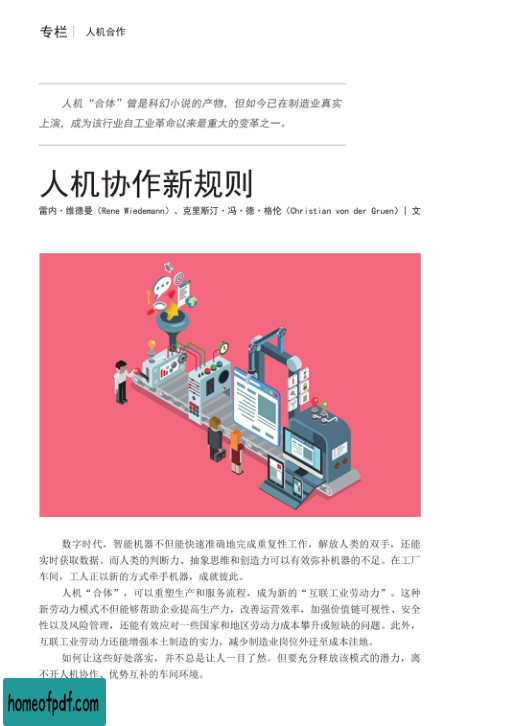 专栏 | 人机合作
人机“合体”曾是科幻小说的产物，但如今已在制造业真实
上演，成为该行业自工业革命以来最重大的变革之一。
人机协作新规则
雷内·维德曼（Rene Wiedemann）、克里斯汀·冯·德·格伦（Christian von der Gruen）| 文
数字时代，智能机器不但能快速准确地完成重复性工作，解放人类的双手，还能
实时获取数据。而人类的判断力、抽象思维和创造力可以有效弥补机器的不足。在工厂
车间，工人正以新的方式牵手机器，成就彼此。
人机“合体”，可以重塑生产和服务流程，成为新的“互联工业劳动力”。这种
新劳动力模式不但能够帮助企业提高生产力，改善运营效率，加强价值链可视性、安全
性以及风险管理，还能有效应对一些国家和地区劳动力成本攀升或短缺的问题。此外，
互联工业劳动力还能增强本土制造的实力，减少制造业岗位外迁至成本洼地。
如何让这些好处落实，并不总是让人一目了然。但要充分释放该模式的潜力，离
不开人机协作、优势互补的车间环境。
homeofpdf.com